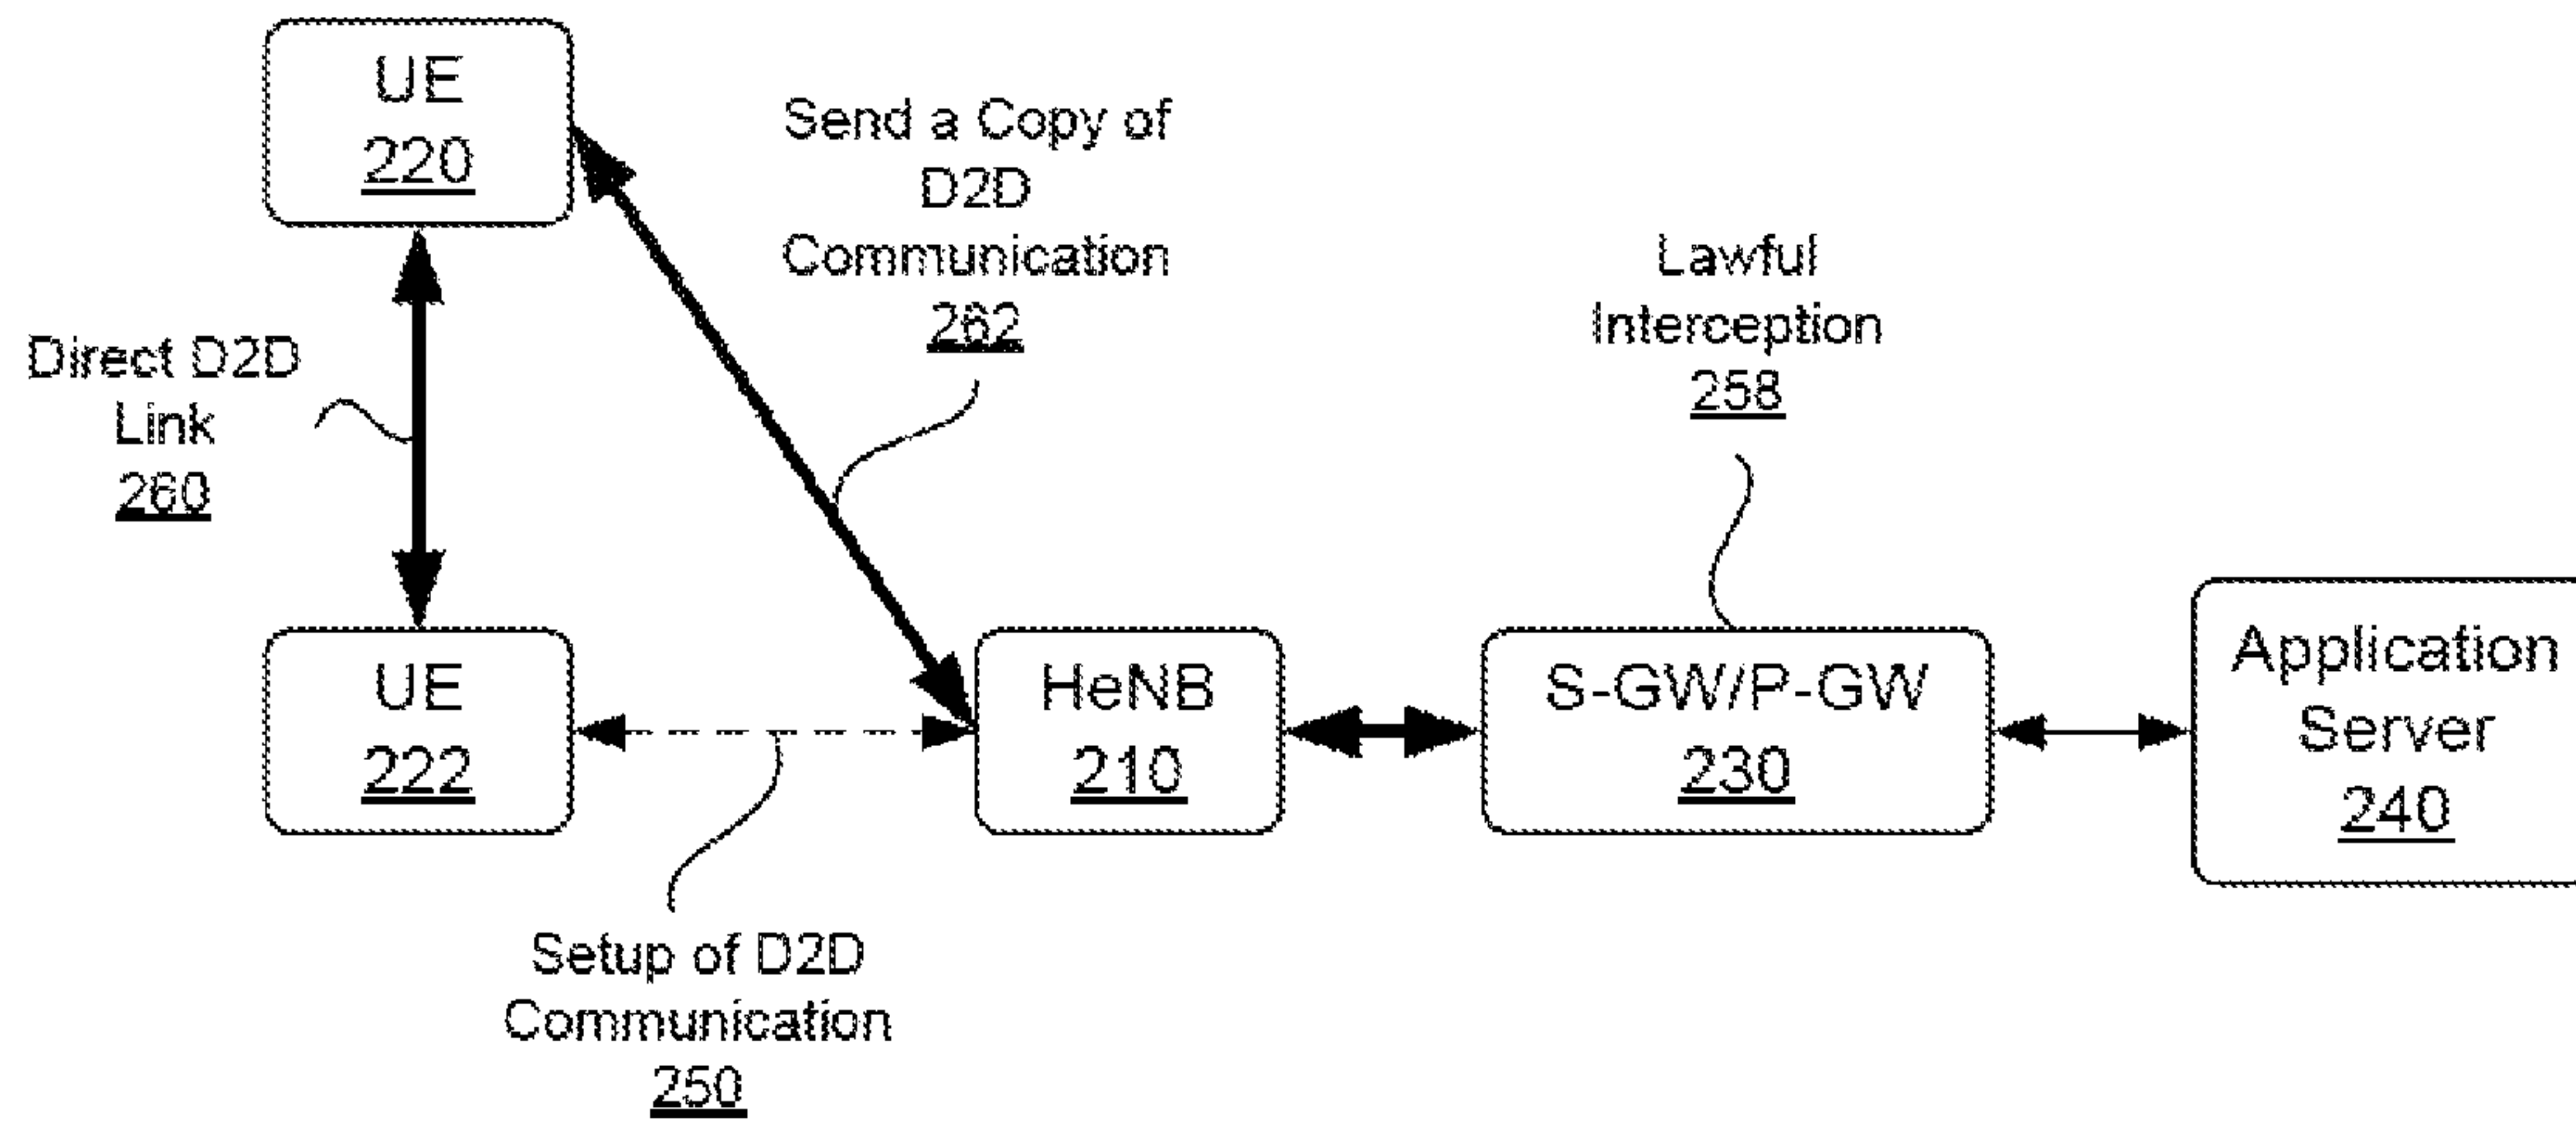 UE
220
Send a Copy of
D2D
Communication
262
Lawful
Interception
258
Direct D2D
Link
260
UE
222
HeNB
210
S-GW/P-GW
230
Application
Server
240
Setup of D2D
Communication
250